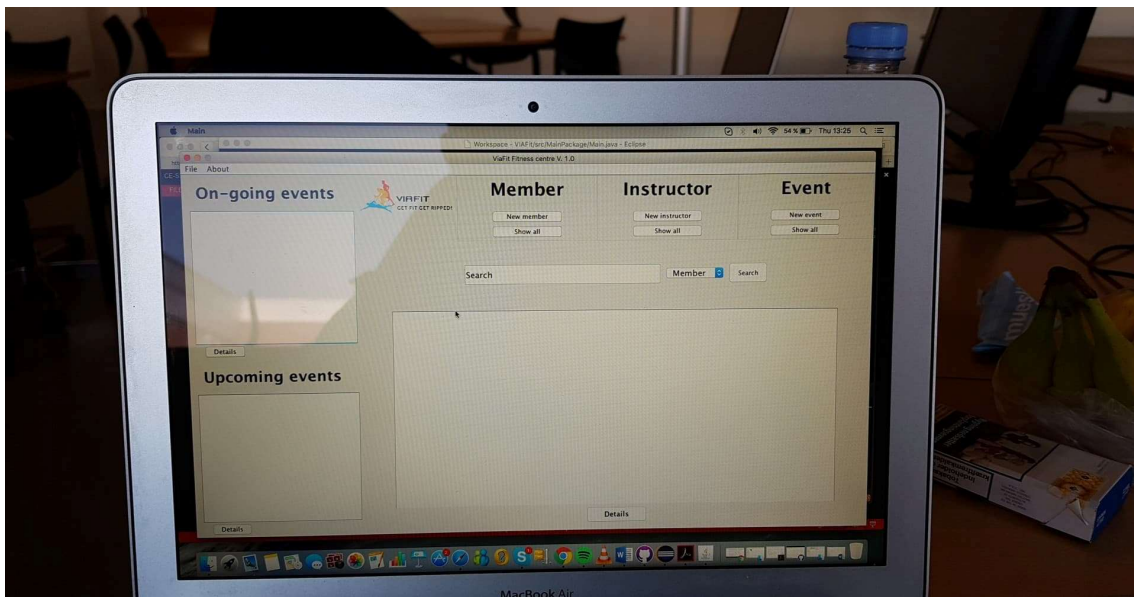 Main
54%
Thu 13:25
Workspace - VIAFit/src/MainPackage/Main.java - Eclipse
ViaFit Fitness centre V. 1.0
File About
On-going events
VIAFIT
GET FIT GET RIPPED!
Member
Instructor
Event
New member
New instructor
New event
Show all
Show all
Show all
Search
Member
Search
Details
Upcoming events
Details
Details
MacBook Air